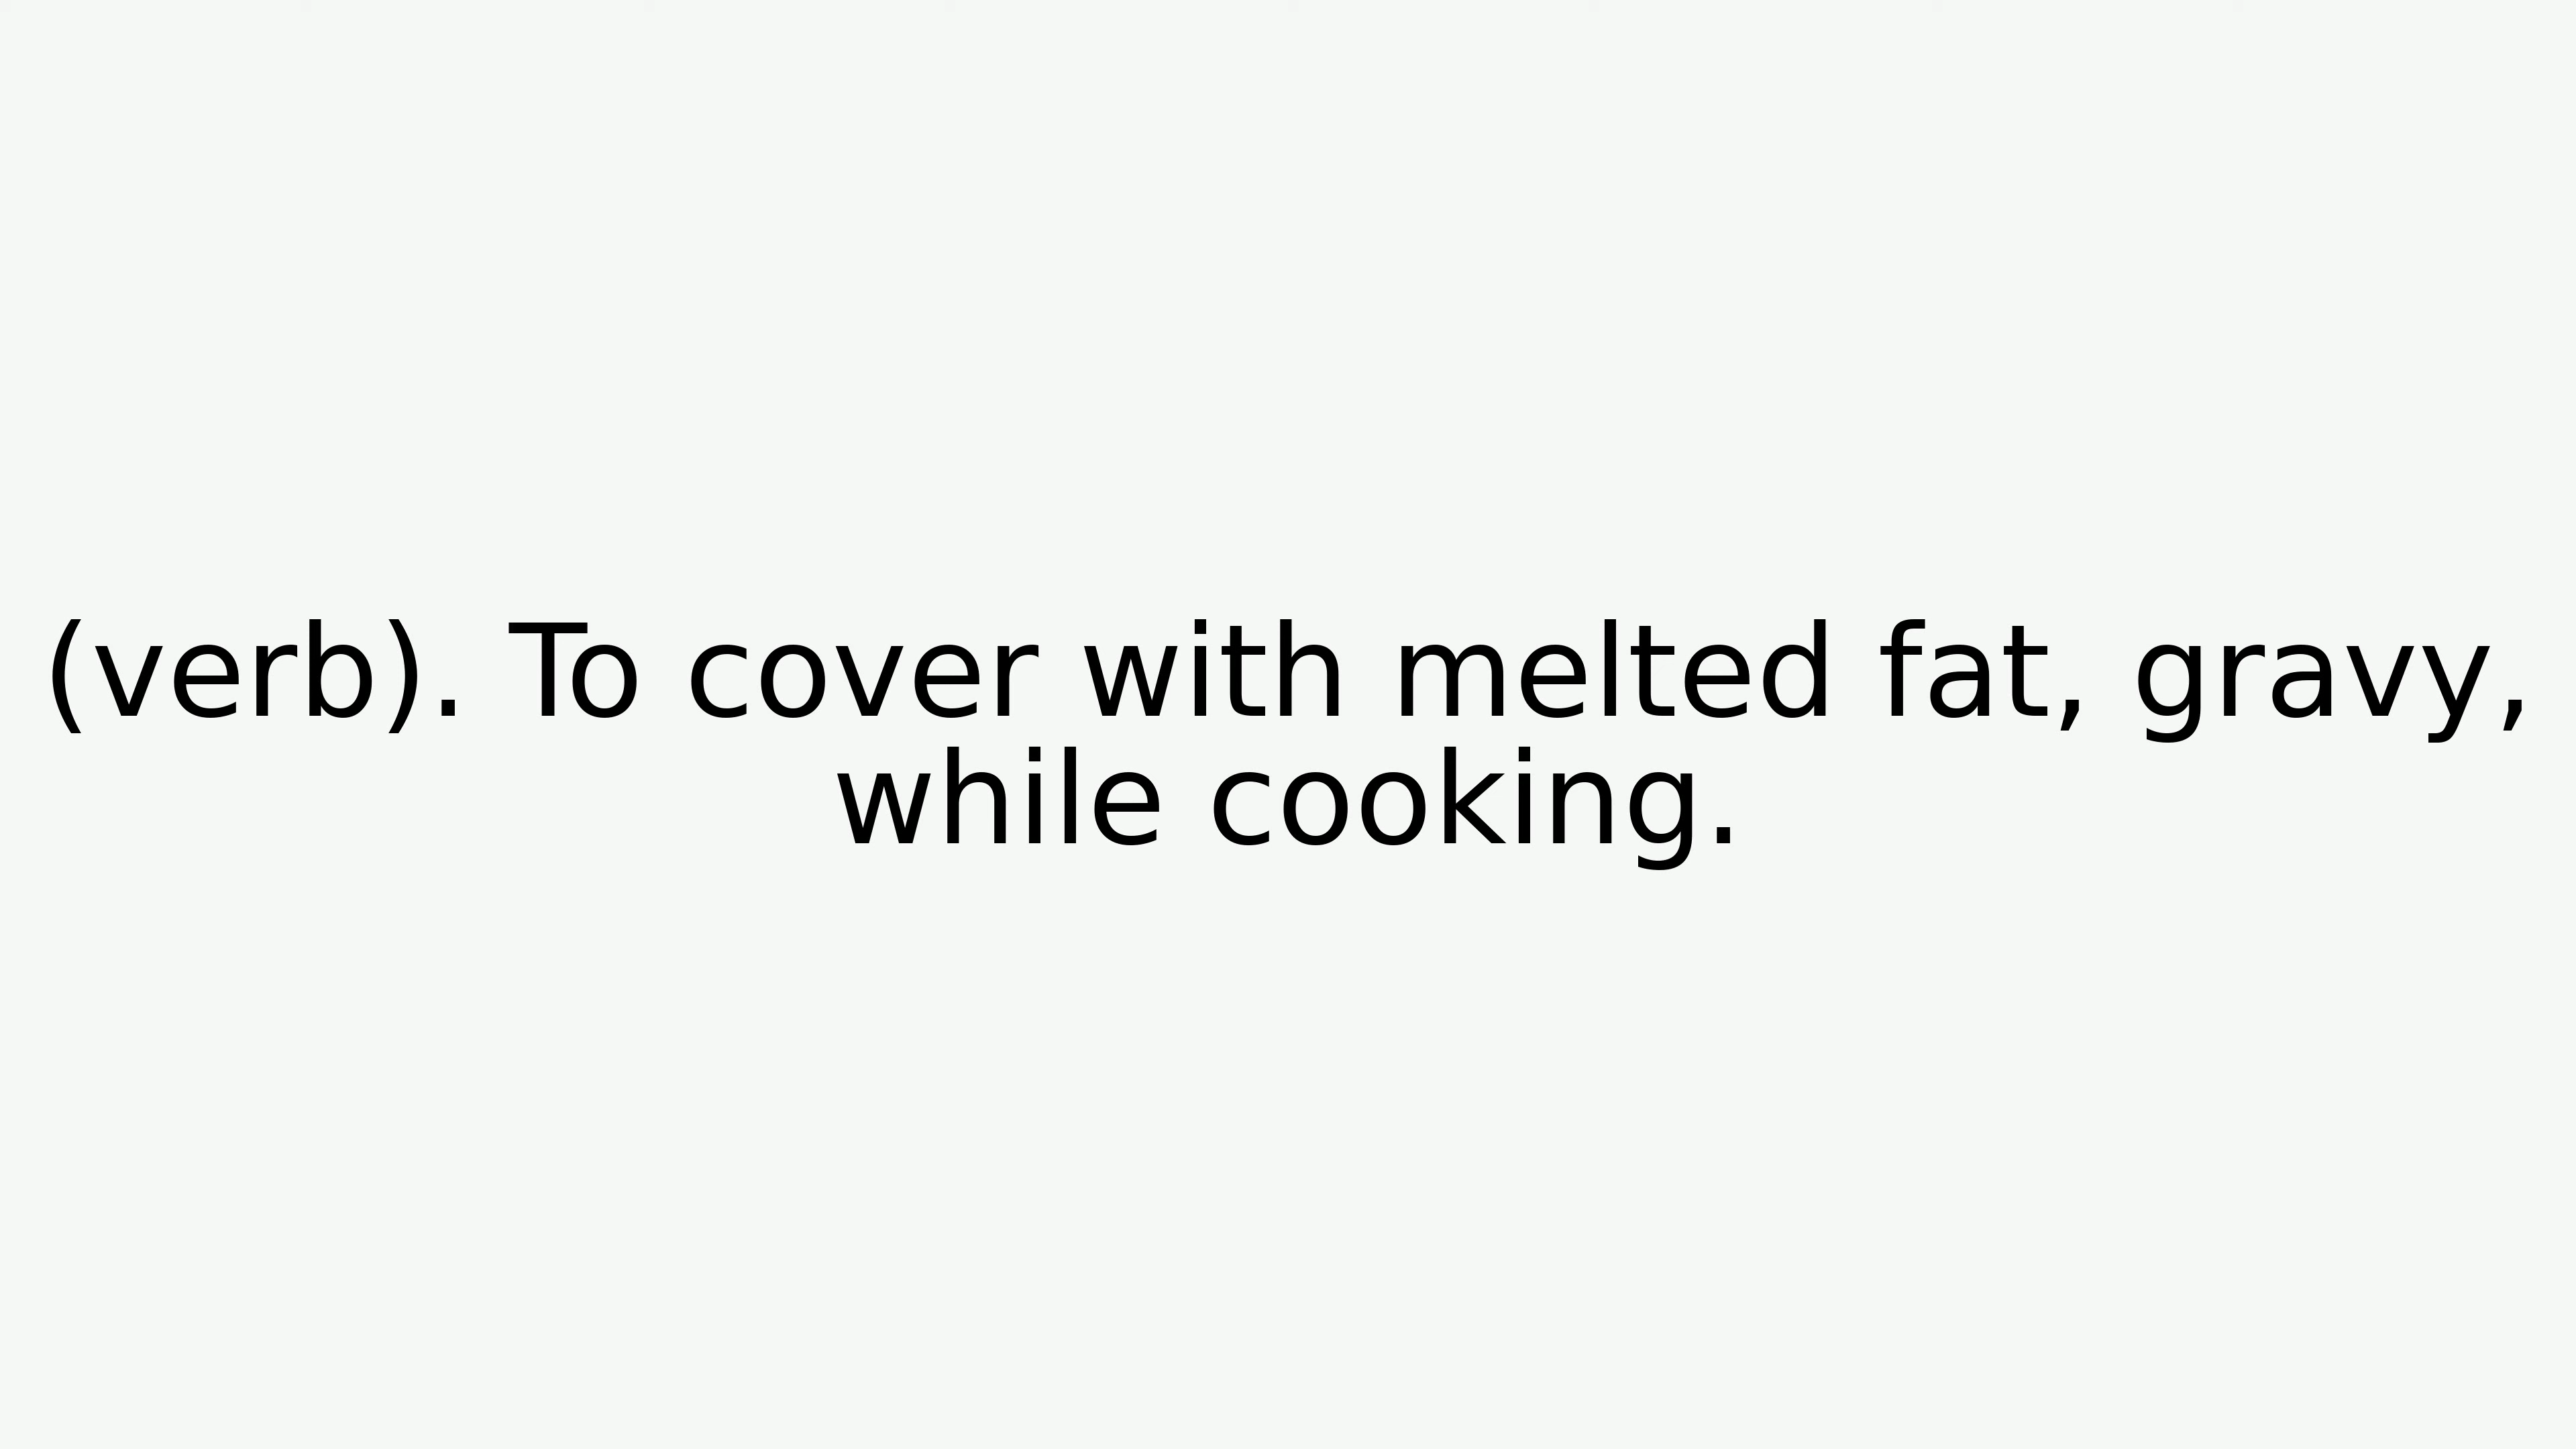 (verb). To cover with melted fat, gravy,
while cooking.